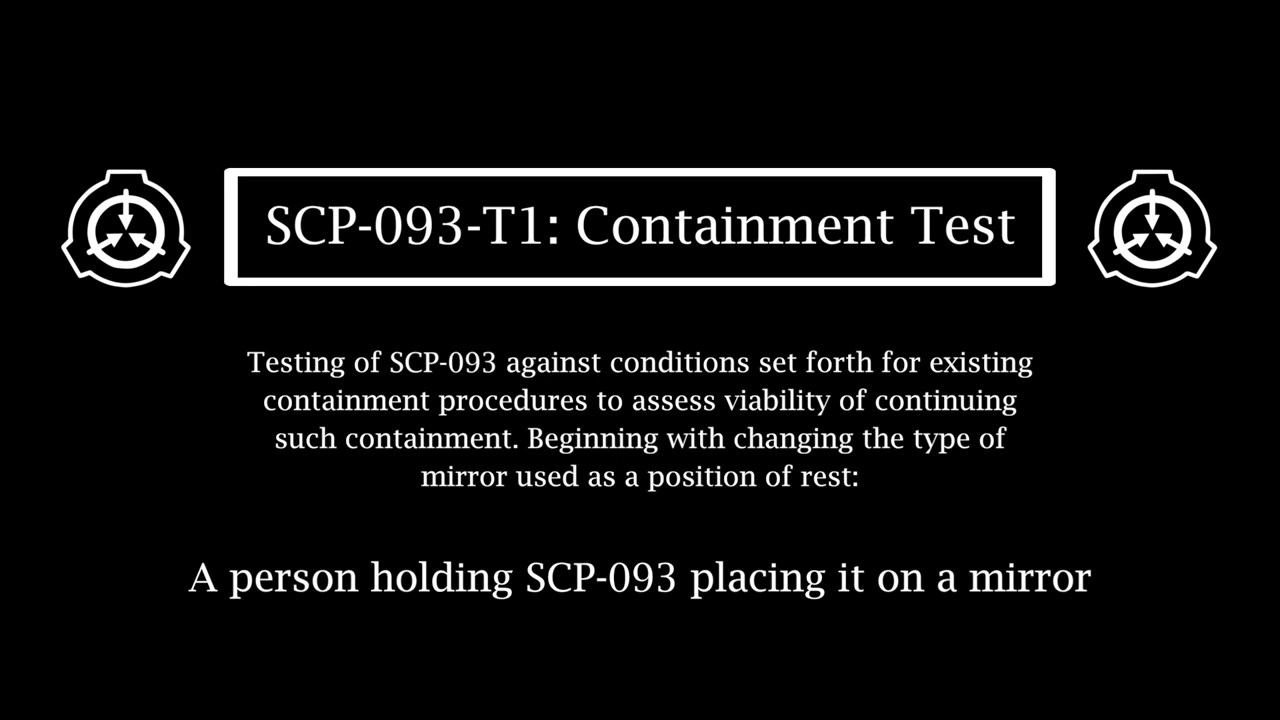 SCP-093-T1: Containment Test
Testing of SCP-093 against conditions set forth for existing
containment procedures to assess viability of continuing
such containment. Beginning with changing the type of
mirror used as a position of rest:
A person holding SCP-093 placing it on a mirror